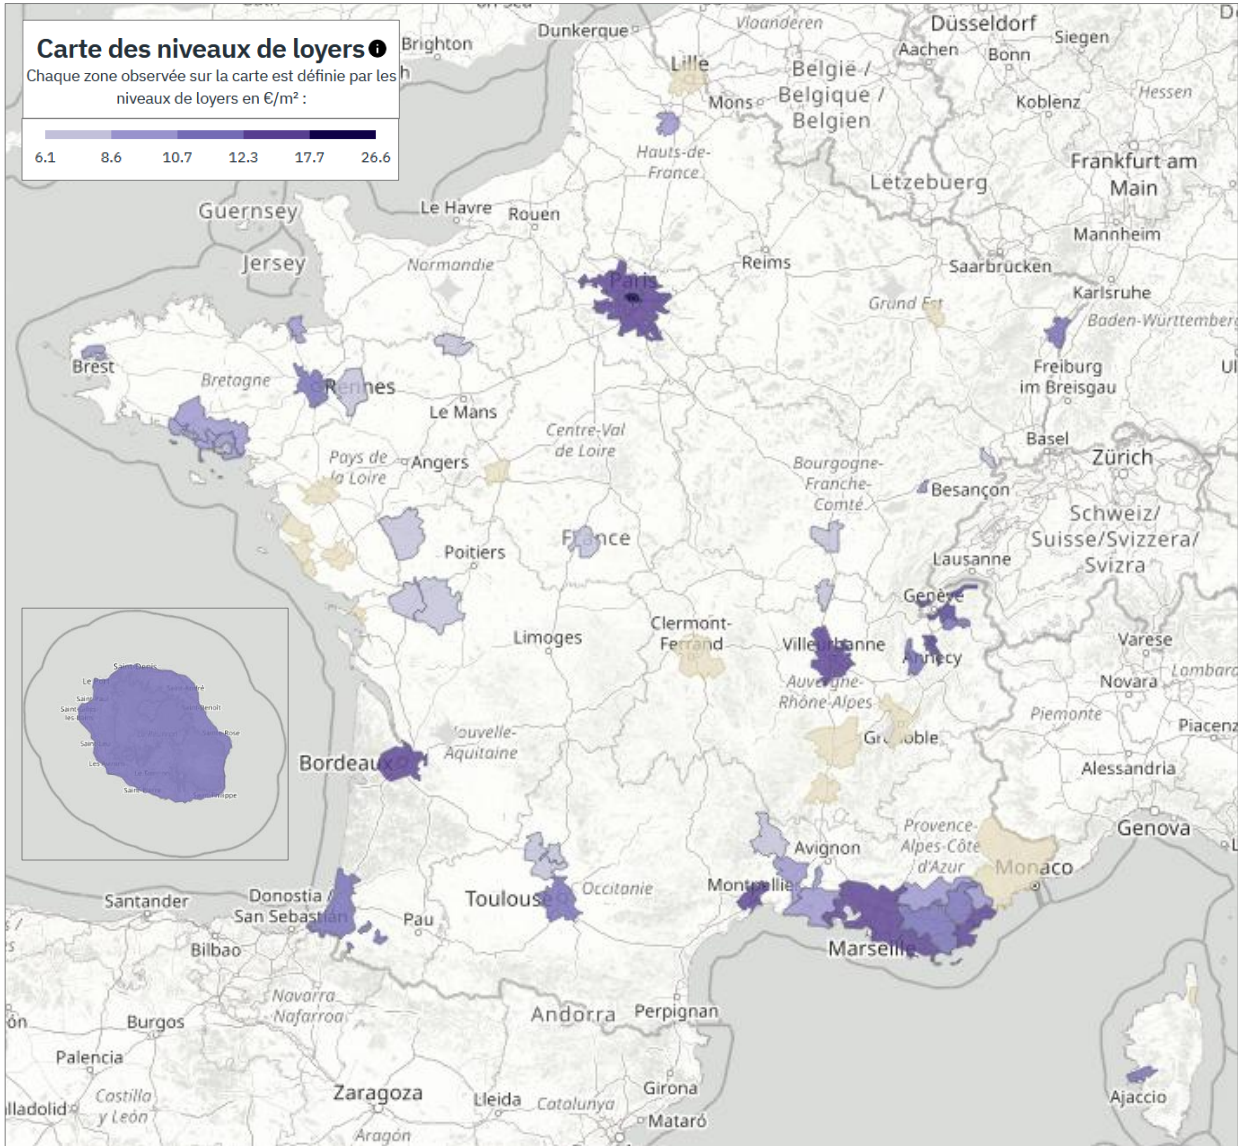 Carte des niveaux de loyers
Chaque zone observée sur la carte est définie par les
niveaux de loyers en €/m² :
6.1 8.6 10.7 12.3 17.7 26.6
Brighton
Dunkerque
Vlaanderen
Düsseldorf
Siegen
Aachen
Bonn
Lille
België /
Belgique /
Belgien
Mons
Koblenz
Hessen
Hauts-de-
France
Lëtzebuerg
Frankfurt am
Main
Guernsey
Le Havre
Rouen
Mannheim
Jersey
Normandie
Paris
Reims
Saarbrücken
Karlsruhe
Grand Est
Baden-Württemberg
Brest
Bretagne
Rennes
Freiburg
im Breisgau
Le Mans
Centre-Val
de Loire
Basel
Zürich
Pays de
la Loire
Angers
Bourgogne-
Franche-
Comté
Besançon
Schweiz/
Suisse/Svizzera/
Svizra
France
Poitiers
Lausanne
Genève
Limoges
Clermont-
Ferrand
Villeurbanne
Annecy
Varese
Lombard
Novara
Auvergne-
Rhône-Alpes
Piemonte
Piacenz
Grenoble
Nouvelle-
Aquitaine
Bordeaux
Alessandria
Genova
Saint-Denis
Provence-
Alpes-Côte
d'Azur
Avignon
Monaco
Montpellier
Occitanie
Toulouse
Santander
Donostia /
San Sebastián
Pau
Bilbao
Marseille
Navarra
Nafarroa
Andorra
Perpignan
Burgos
Palencia
Castilla
y León
Zaragoza
Lleida
Catalunya
Girona
Mataró
Aragón
alladolid
Ajaccio